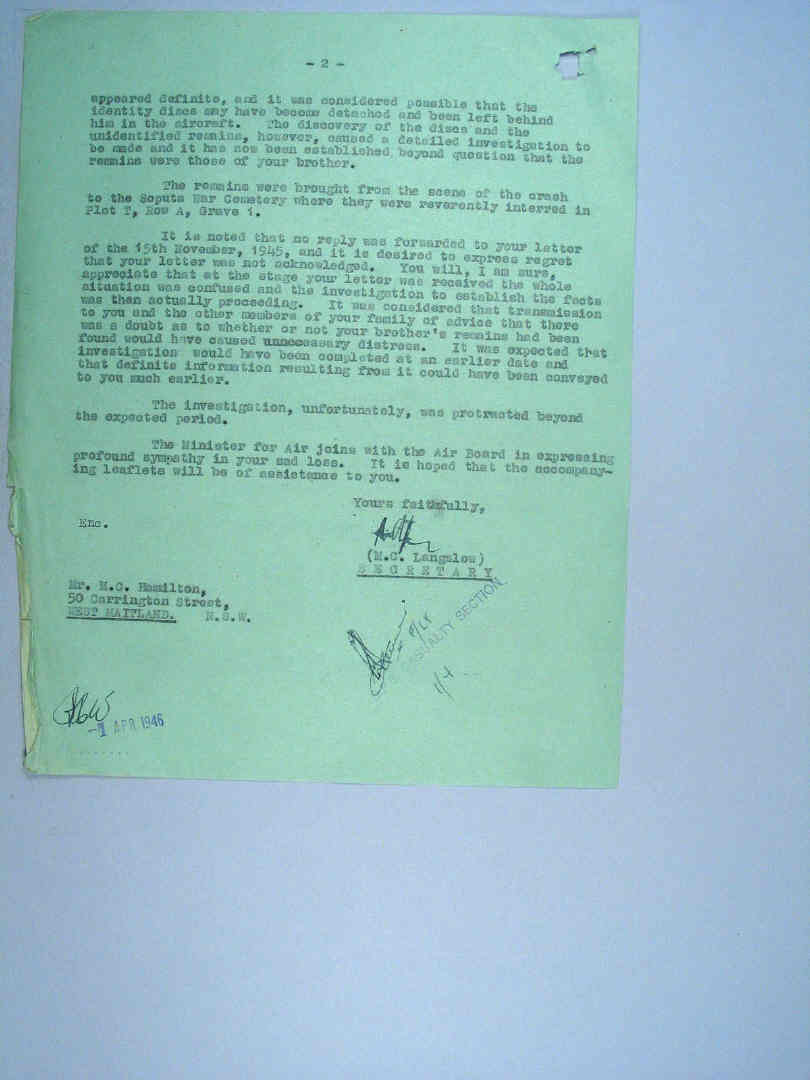 - 2 -
appeared definite, and it was considered possible that the
identity discs may have become detached and been left behind
him in the aircraft. The discovery of the discs and the
unidentified remains, however, caused a detailed investigation to
be made and it has now been established beyond question that the
remains were those of your brother.
The remains were brought from the scene of the crash
to the Soputa War Cemetery where they were reverently interred in
Plot T, Row A, Grave 1.
It is noted that no reply was forwarded to your letter
of the 15th November, 1945, and it is desired to express regret
that your letter was not acknowledged. You will, I am sure,
appreciate that at the stage your letter was received the whole
situation was confused and the investigation to establish the facts
was then actually proceeding. It was considered that transmission
to you and the other members of your family of advice that there
was a doubt as to whether or not your brother's remains had been
found would have caused unnecessary distress. It was expected that
investigation would have been completed at an earlier date and
that definite information resulting from it could have been conveyed
to you much earlier.
The investigation, unfortunately, was protracted beyond
the expected period.
The Minister for Air joins with the Air Board in expressing
profound sympathy in your sad loss. It is hoped that the accompany-
ing leaflets will be of assistance to you.
Yours faithfully,
Enc.
(M.C. Langslow)
SECRETARY
Mr. M.C. Hamilton,
50 Carrington Street,
WEST MAITLAND. N.S.W.
CASUALTY SECTION
1/4
-1 APR 1946